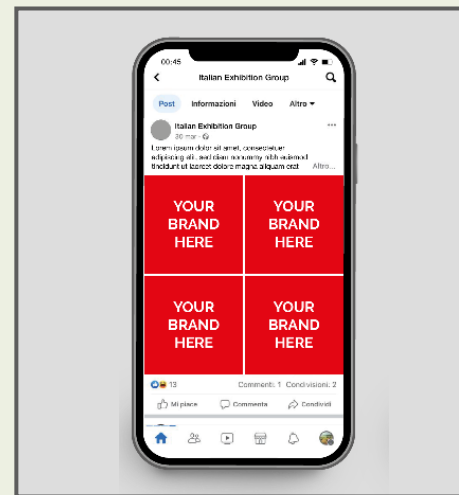 00:45
Italian Exhibition Group
Post Informazioni Video Altro
Italian Exhibition Group
30 mar
Lorem ipsum dolor sit amet, consectetuer
adipiscing elit, sed diam nonummy nibh euismod
tincidunt ut laoreet dolore magna aliquam erat Altro...
YOUR
BRAND
HERE
YOUR
BRAND
HERE
YOUR
BRAND
HERE
YOUR
BRAND
HERE
13 Commenti: 1 Condivisioni: 2
Mi piace Commenta Condividi